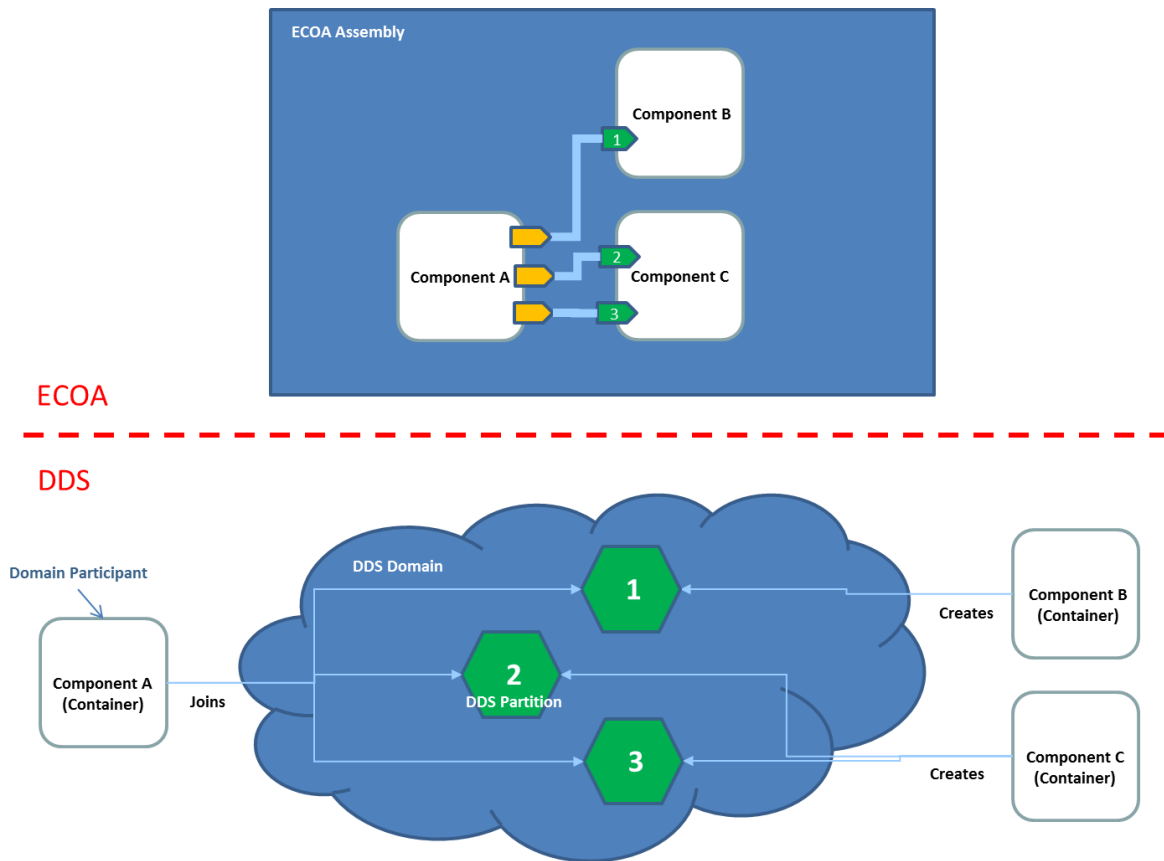 ECOA Assembly
Component B
1
Component A
2
Component C
3
ECOA
DDS
DDS Domain
Domain Participant
1
Component B
(Container)
Creates
Component A
(Container)
Joins
2
DDS Partition
3
Component C
(Container)
Creates